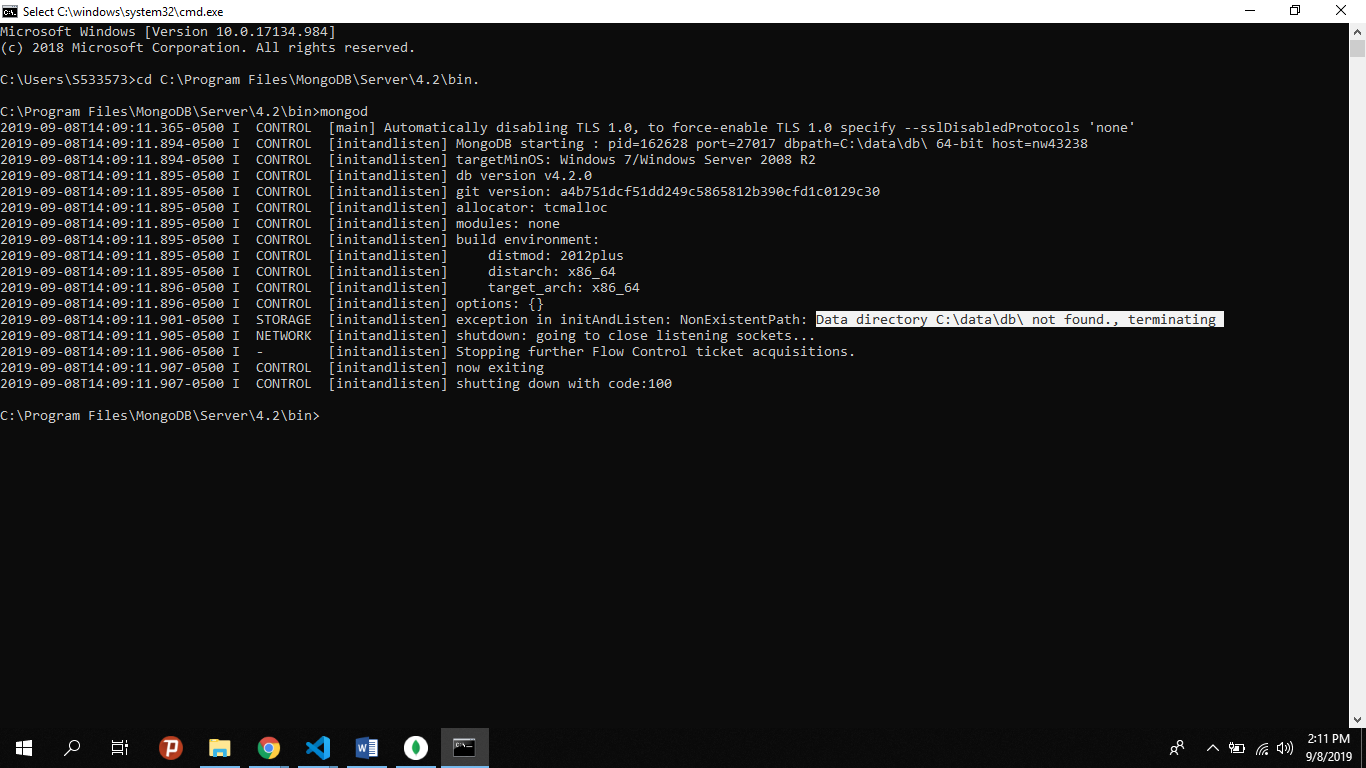 Select C:\windows\system32\cmd.exe
Microsoft Windows [Version 10.0.17134.984]
(c) 2018 Microsoft Corporation. All rights reserved.
C:\Users\S533573>cd C:\Program Files\MongoDB\Server\4.2\bin.
C:\Program Files\MongoDB\Server\4.2\bin>mongod
2019-09-08T14:09:11.365-0500 I  CONTROL  [main] Automatically disabling TLS 1.0, to force-enable TLS 1.0 specify --sslDisabledProtocols 'none'
2019-09-08T14:09:11.894-0500 I  CONTROL  [initandlisten] MongoDB starting : pid=162628 port=27017 dbpath=C:\data\db\ 64-bit host=nw43238
2019-09-08T14:09:11.894-0500 I  CONTROL  [initandlisten] targetMinOS: Windows 7/Windows Server 2008 R2
2019-09-08T14:09:11.895-0500 I  CONTROL  [initandlisten] db version v4.2.0
2019-09-08T14:09:11.895-0500 I  CONTROL  [initandlisten] git version: a4b751dcf51dd249c5865812b390cfd1c0129c30
2019-09-08T14:09:11.895-0500 I  CONTROL  [initandlisten] allocator: tcmalloc
2019-09-08T14:09:11.895-0500 I  CONTROL  [initandlisten] modules: none
2019-09-08T14:09:11.895-0500 I  CONTROL  [initandlisten] build environment:
2019-09-08T14:09:11.895-0500 I  CONTROL  [initandlisten]     distmod: 2012plus
2019-09-08T14:09:11.895-0500 I  CONTROL  [initandlisten]     distarch: x86_64
2019-09-08T14:09:11.896-0500 I  CONTROL  [initandlisten]     target_arch: x86_64
2019-09-08T14:09:11.896-0500 I  CONTROL  [initandlisten] options: {}
2019-09-08T14:09:11.901-0500 I  STORAGE  [initandlisten] exception in initAndListen: NonExistentPath: Data directory C:\data\db\ not found., terminating
2019-09-08T14:09:11.905-0500 I  NETWORK  [initandlisten] shutdown: going to close listening sockets...
2019-09-08T14:09:11.906-0500 I  -        [initandlisten] Stopping further Flow Control ticket acquisitions.
2019-09-08T14:09:11.907-0500 I  CONTROL  [initandlisten] now exiting
2019-09-08T14:09:11.907-0500 I  CONTROL  [initandlisten] shutting down with code:100
C:\Program Files\MongoDB\Server\4.2\bin>
2:11 PM
9/8/2019